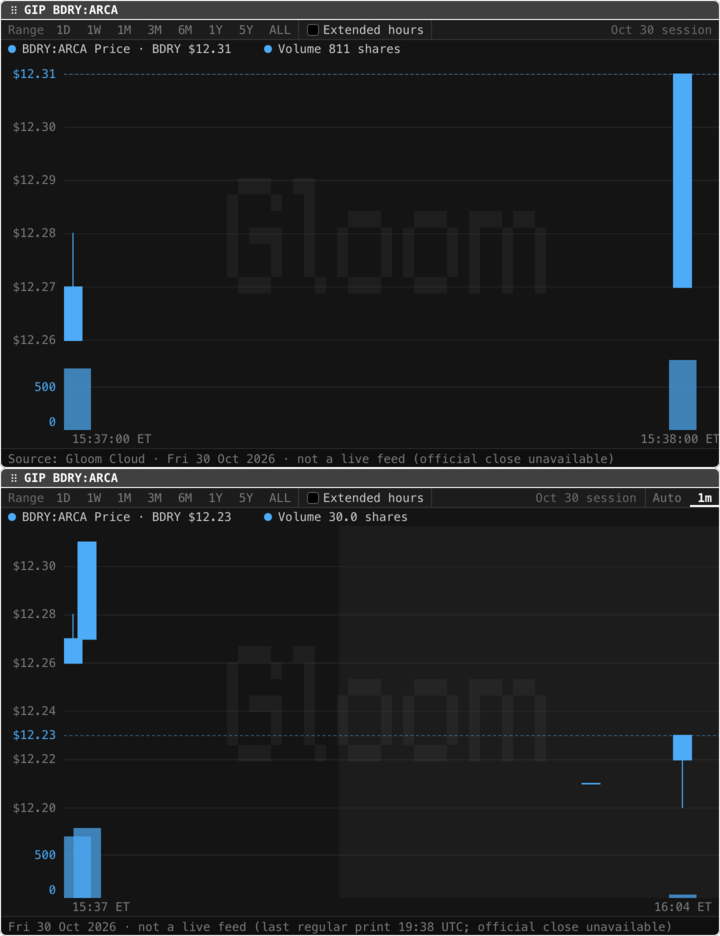 ⠿ GIP BDRY:ARCA
Range 1D 1W 1M 3M 6M 1Y 5Y ALL Extended hours Oct 30 session
BDRY:ARCA Price · BDRY $12.31 Volume 811 shares
$12.31
$12.30
$12.29
$12.28
$12.27
$12.26
500
0
Gloom
15:37:00 ET 15:38:00 ET
Source: Gloom Cloud · Fri 30 Oct 2026 · not a live feed (official close unavailable)
⠿ GIP BDRY:ARCA
Range 1D 1W 1M 3M 6M 1Y 5Y ALL Extended hours Oct 30 session Auto 1m
BDRY:ARCA Price · BDRY $12.23 Volume 30.0 shares
$12.30
$12.28
$12.26
$12.24
$12.23
$12.22
$12.20
500
0
Gloom
15:37 ET 16:04 ET
Fri 30 Oct 2026 · not a live feed (last regular print 19:38 UTC; official close unavailable)